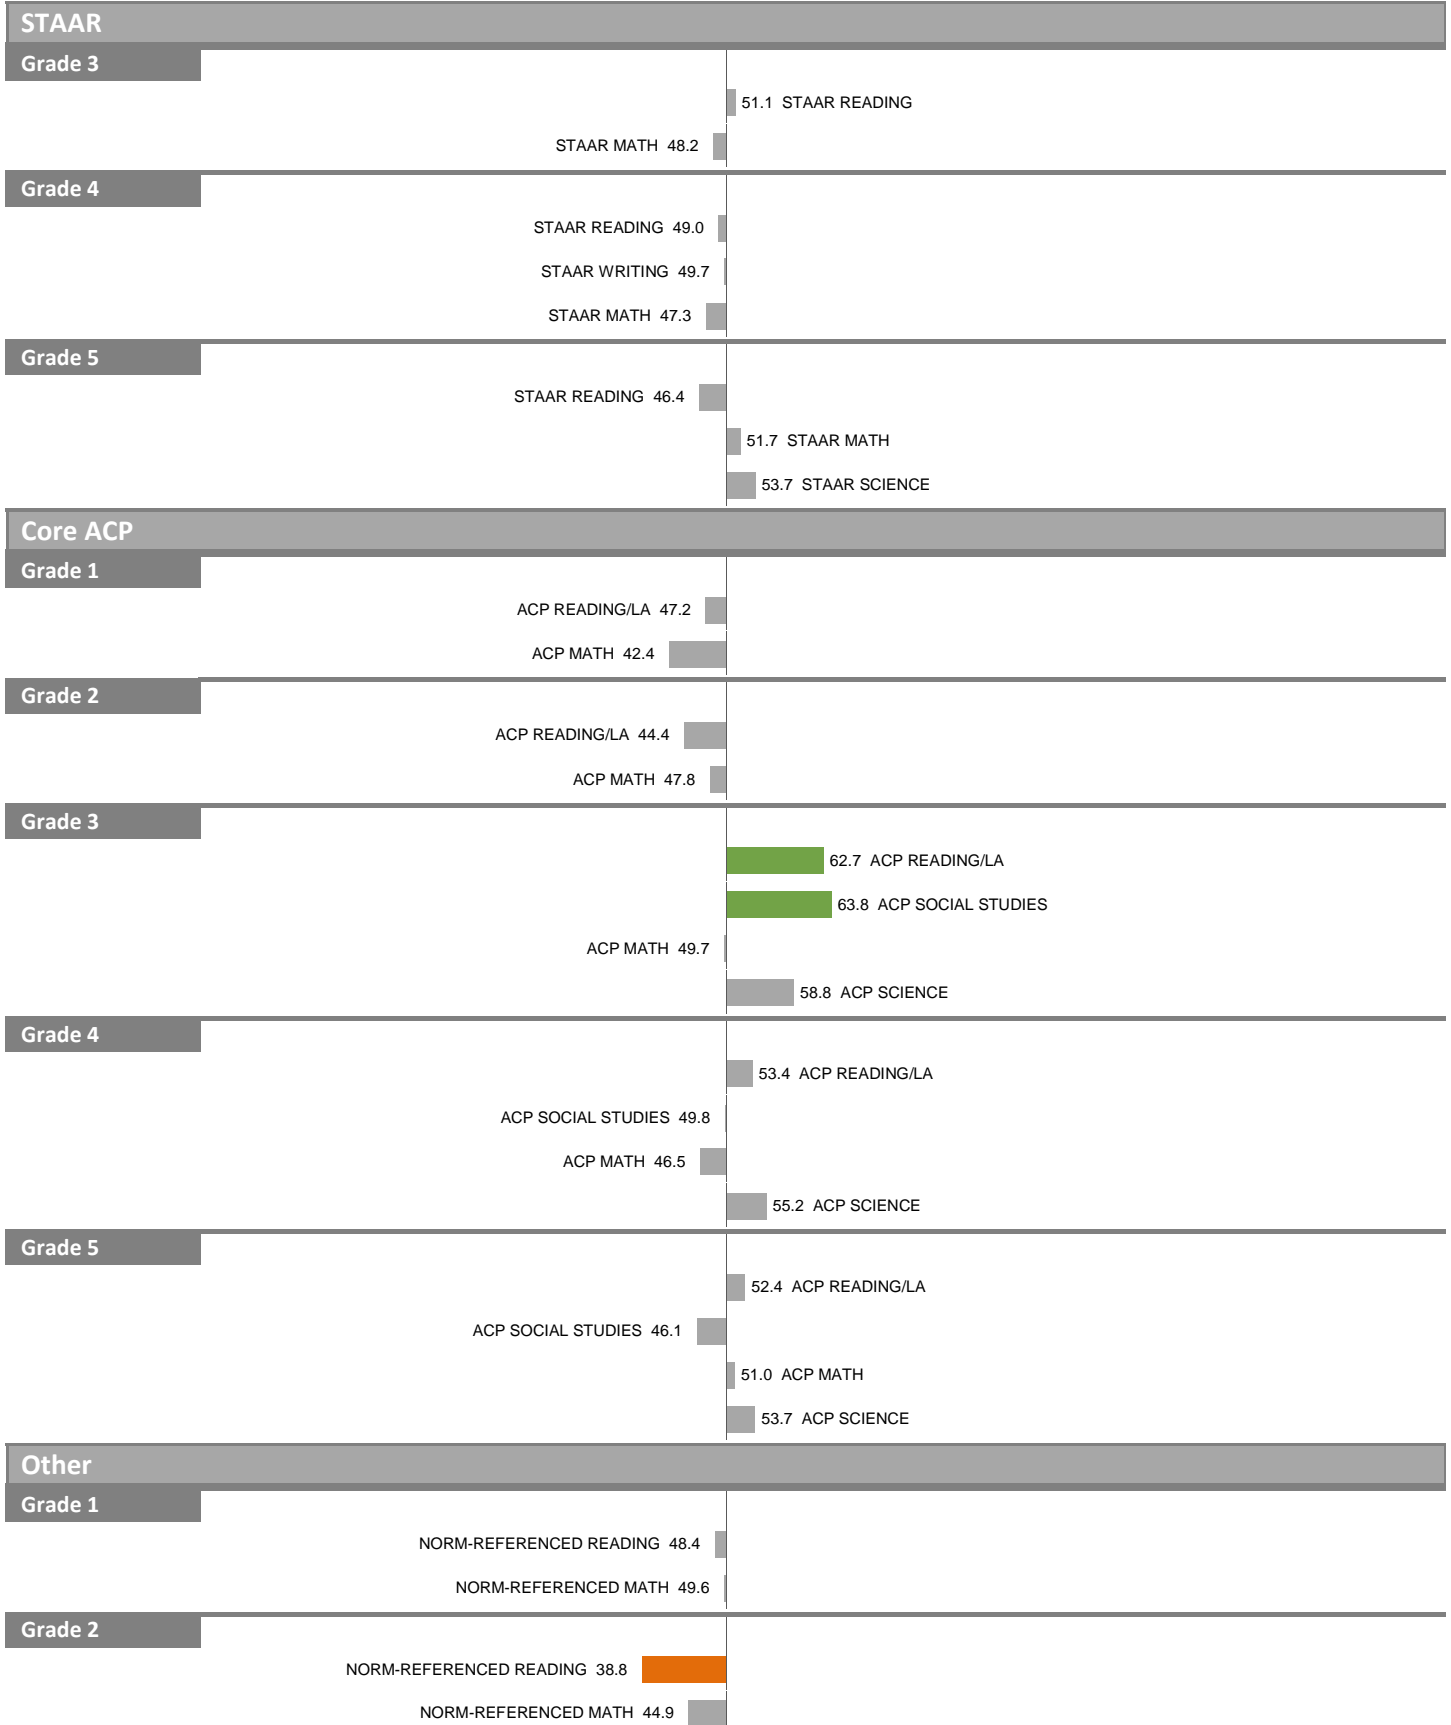 STAAR
Grade 3
51.1 STAAR READING
STAAR MATH 48.2
Grade 4
STAAR READING 49.0
STAAR WRITING 49.7
STAAR MATH 47.3
Grade 5
STAAR READING 46.4
51.7 STAAR MATH
53.7 STAAR SCIENCE
Core ACP
Grade 1
ACP READING/LA 47.2
ACP MATH 42.4
Grade 2
ACP READING/LA 44.4
ACP MATH 47.8
Grade 3
62.7 ACP READING/LA
63.8 ACP SOCIAL STUDIES
ACP MATH 49.7
58.8 ACP SCIENCE
Grade 4
53.4 ACP READING/LA
ACP SOCIAL STUDIES 49.8
ACP MATH 46.5
55.2 ACP SCIENCE
Grade 5
52.4 ACP READING/LA
ACP SOCIAL STUDIES 46.1
51.0 ACP MATH
53.7 ACP SCIENCE
Other
Grade 1
NORM-REFERENCED READING 48.4
NORM-REFERENCED MATH 49.6
Grade 2
NORM-REFERENCED READING 38.8
NORM-REFERENCED MATH 44.9